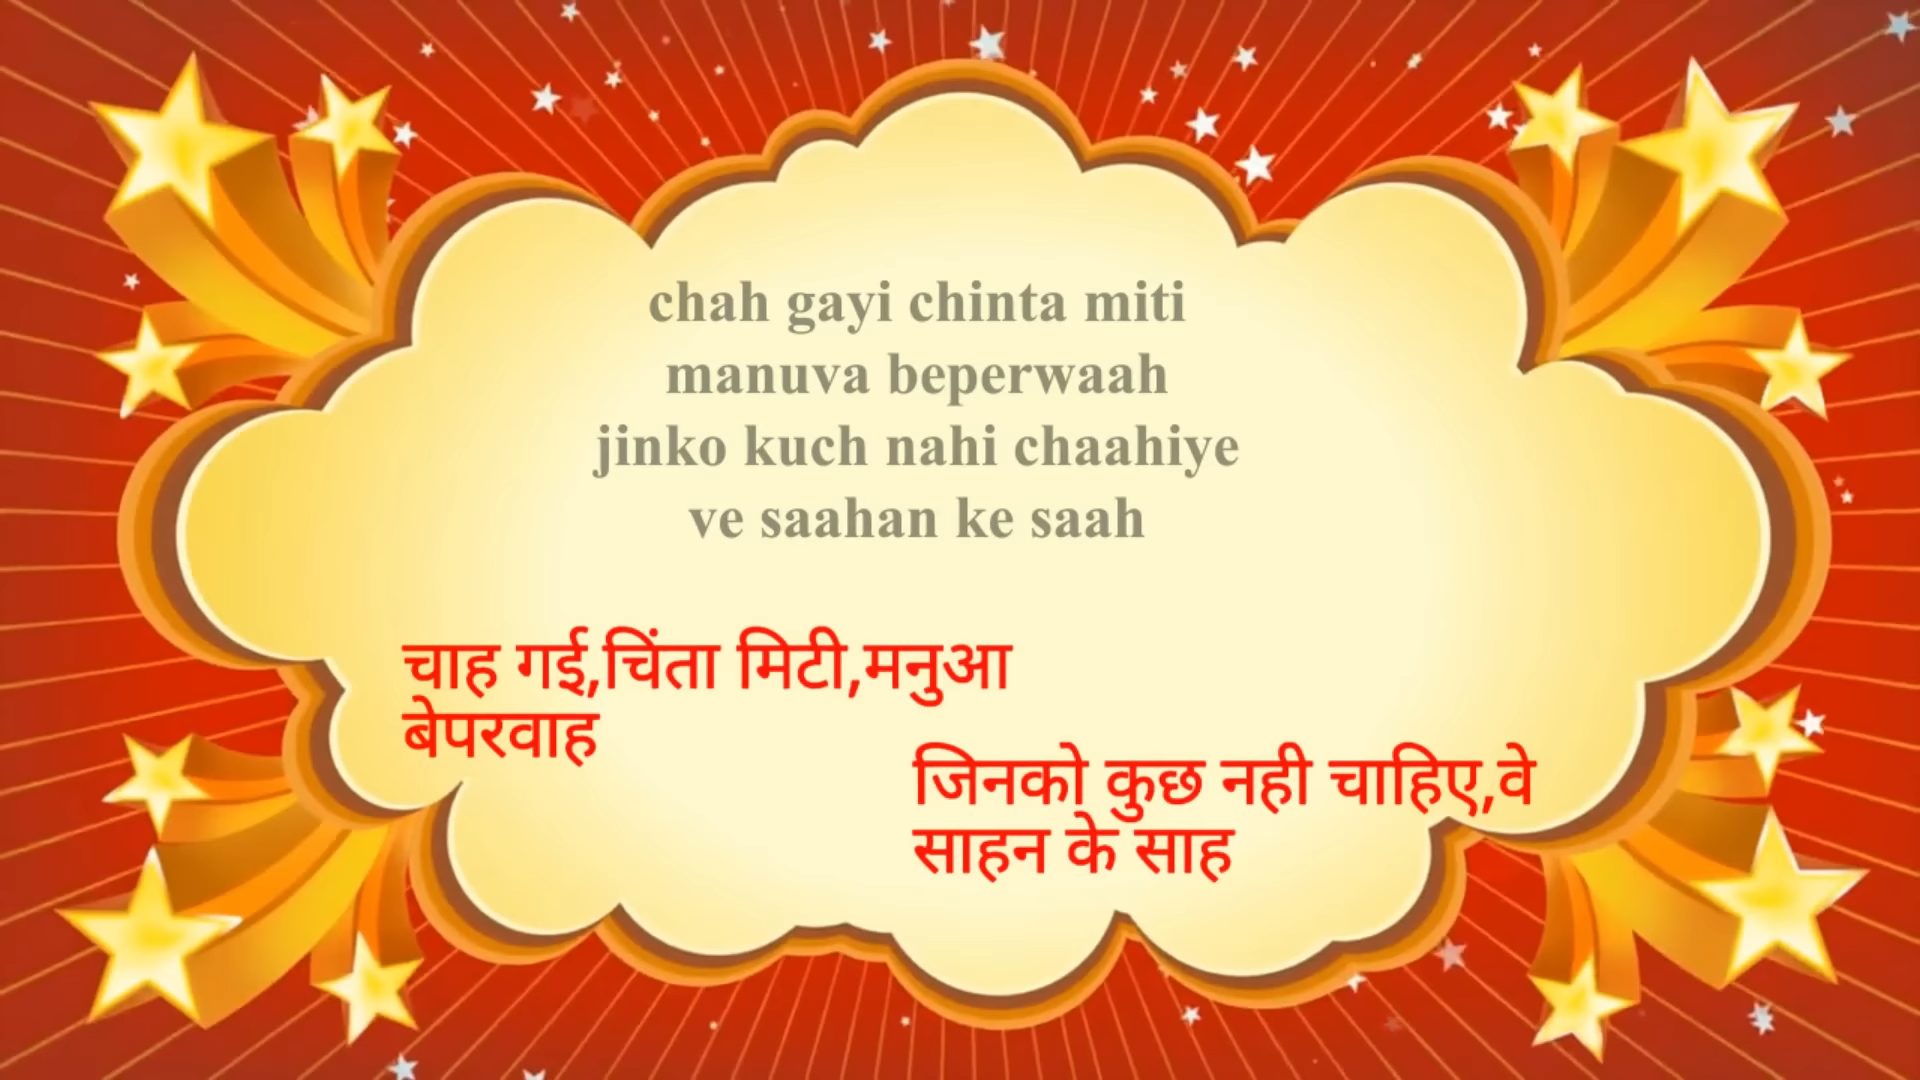 chah gayi chinta miti
manuva beperwaah
jinko kuch nahi chaahiye
ve saahan ke saah
चाह गई,चिंता मिटी,मनुआ
बेपरवाह
जिनको कुछ नही चाहिए,वे
साहन के साह